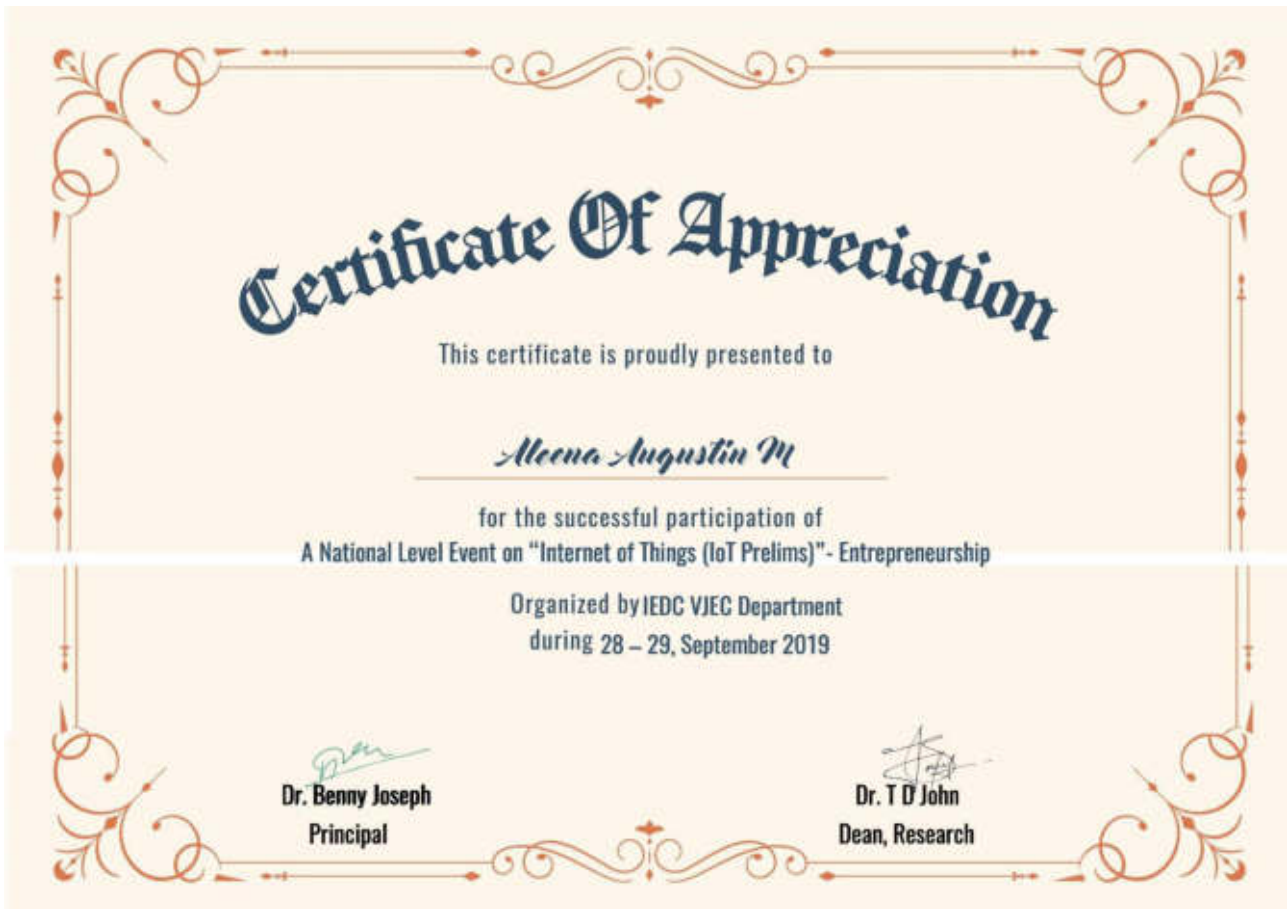 Certificate Of Appreciation
This certificate is proudly presented to
Aleena Augustin M
for the successful participation of
A National Level Event on “Internet of Things (IoT Prelims)”- Entrepreneurship
Organized by IEDC VJEC Department
during 28 – 29, September 2019
Dr. Benny Joseph
Principal
Dr. T D John
Dean, Research